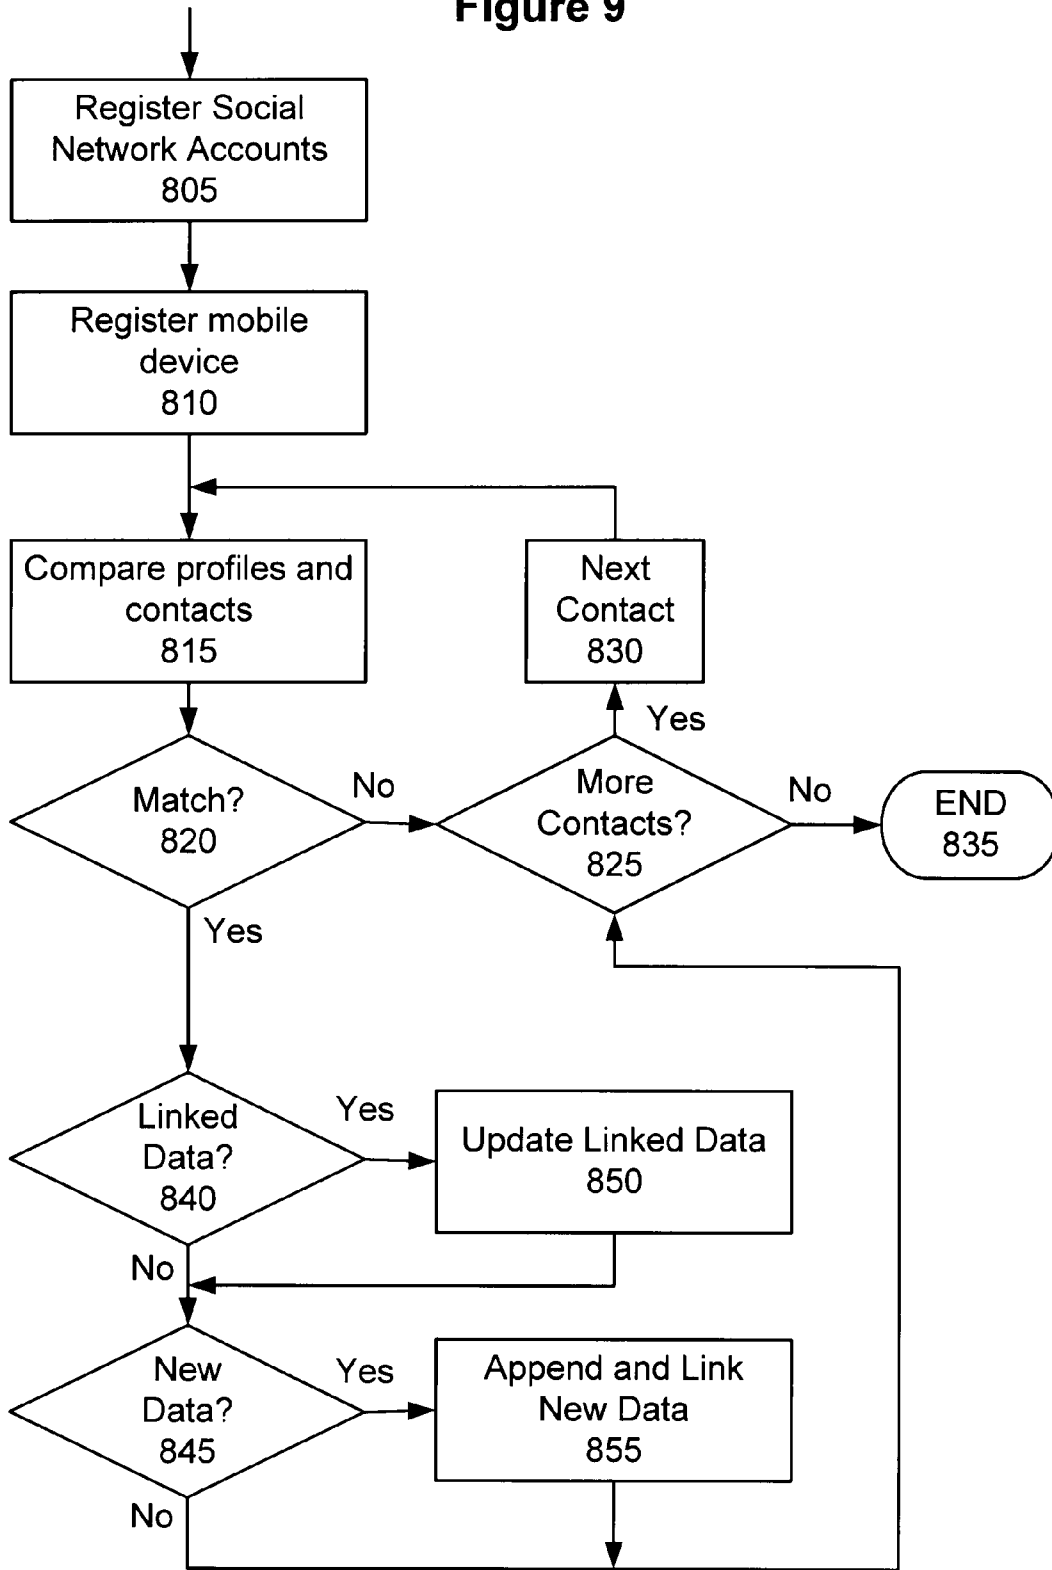 Figure 9
Register Social
Network Accounts
805
Register mobile
device
810
Compare profiles and
contacts
815
Next
Contact
830
Yes
Match?
820
No
More
Contacts?
825
No
END
835
Yes
Linked
Data?
840
Yes
Update Linked Data
850
No
New
Data?
845
Yes
Append and Link
New Data
855
No